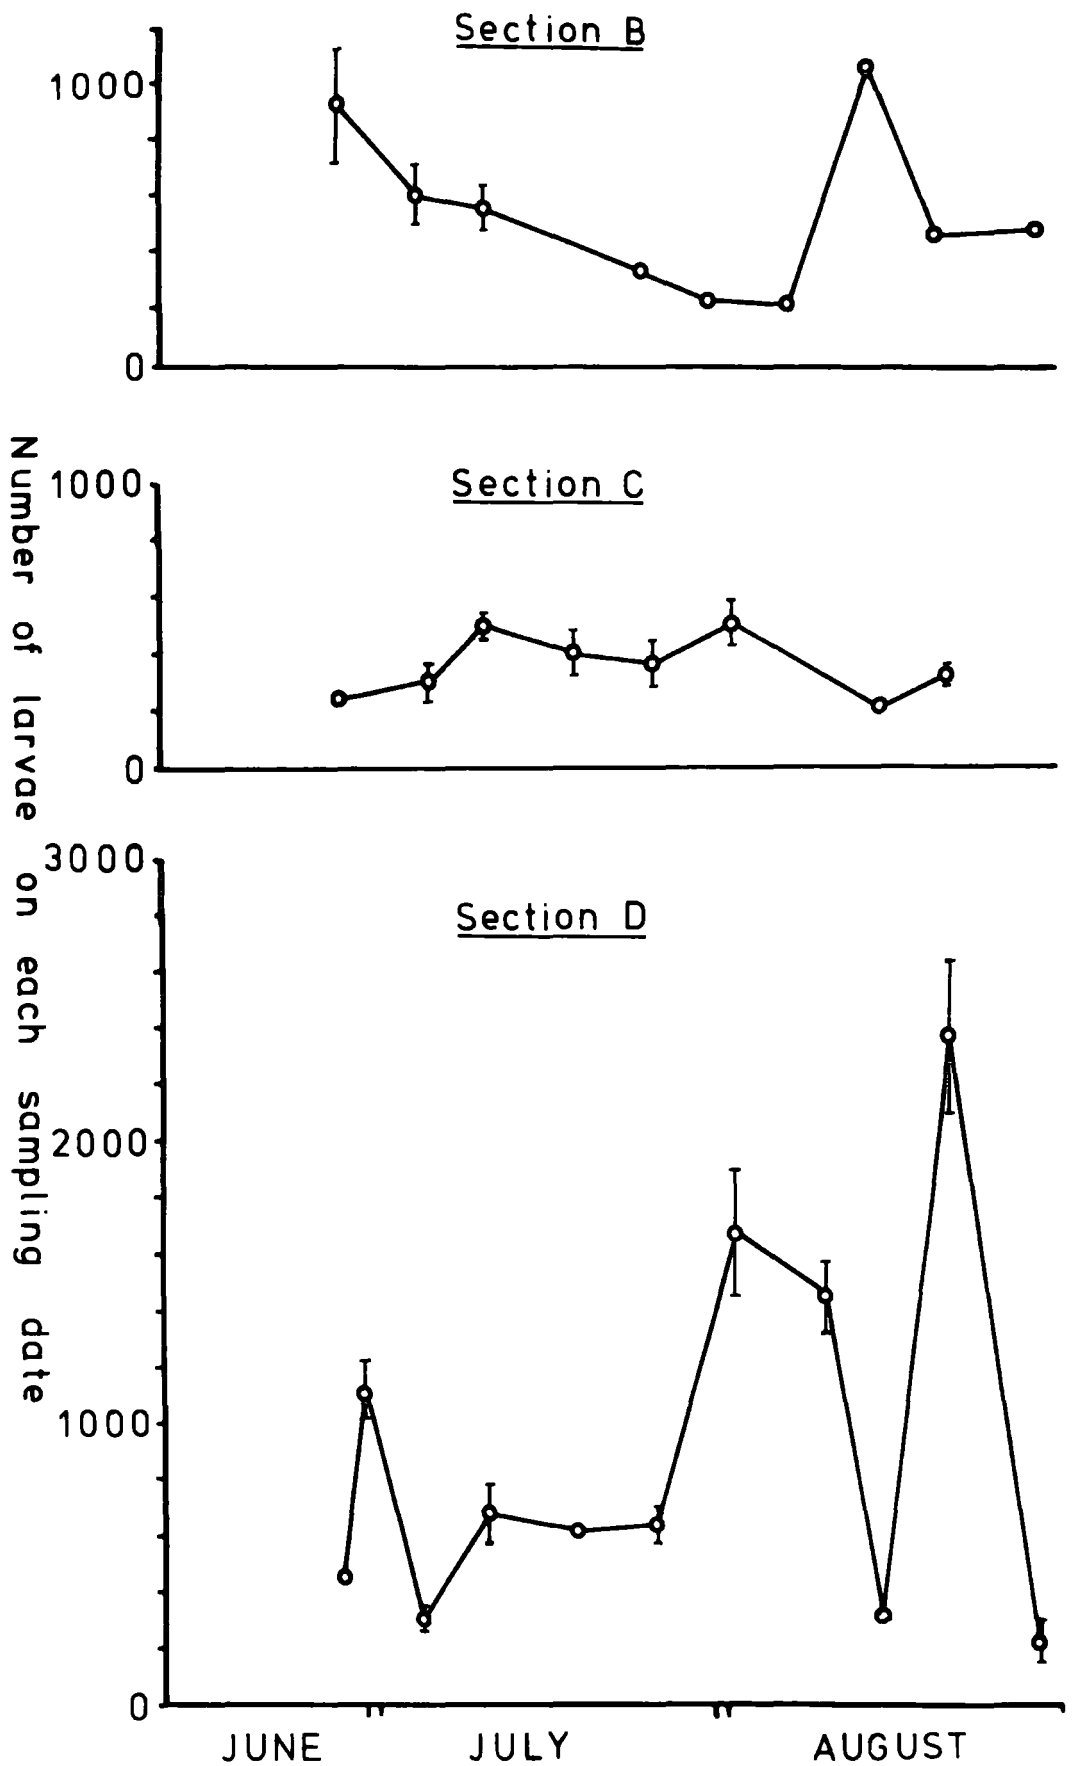 Section B
1000
0
Number of larvae on each sampling date
Section C
1000
0
Section D
3000
2000
1000
0
JUNE JULY AUGUST